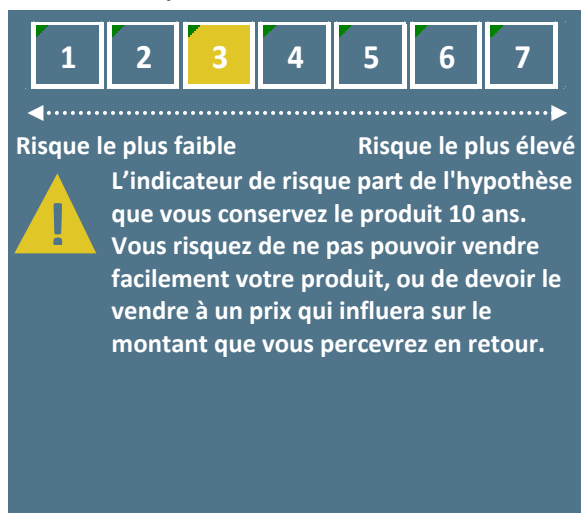 1 2 3 4 5 6 7
Risque le plus faible Risque le plus élevé
L’indicateur de risque part de l'hypothèse
que vous conservez le produit 10 ans.
Vous risquez de ne pas pouvoir vendre
facilement votre produit, ou de devoir le
vendre à un prix qui influera sur le
montant que vous percevrez en retour.
!